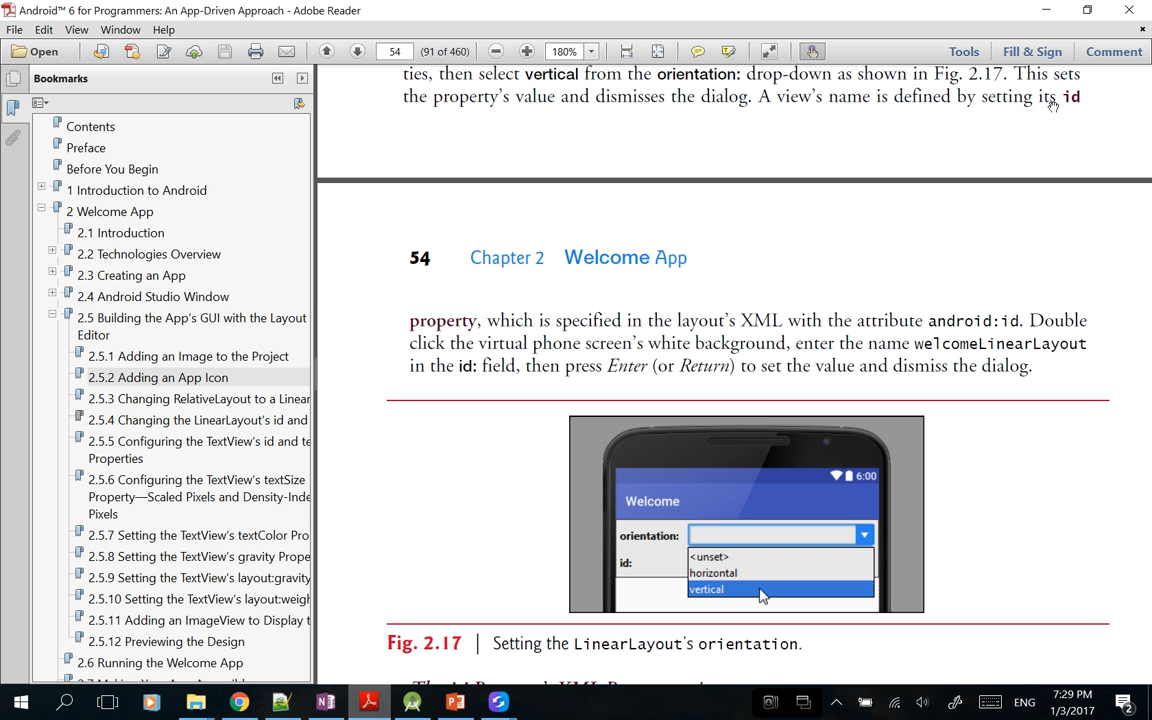 Android™ 6 for Programmers: An App-Driven Approach - Adobe Reader
File Edit View Window Help
Open 54 (91 of 460) 180% Tools Fill & Sign Comment
Bookmarks
Contents
Preface
Before You Begin
1 Introduction to Android
2 Welcome App
2.1 Introduction
2.2 Technologies Overview
2.3 Creating an App
2.4 Android Studio Window
2.5 Building the App's GUI with the Layout
Editor
2.5.1 Adding an Image to the Project
2.5.2 Adding an App Icon
2.5.3 Changing RelativeLayout to a Linear
2.5.4 Changing the LinearLayout's id and
2.5.5 Configuring the TextView's id and te
Properties
2.5.6 Configuring the TextView's textSize
Property—Scaled Pixels and Density-Inde
Pixels
2.5.7 Setting the TextView's textColor Pro
2.5.8 Setting the TextView's gravity Prope
2.5.9 Setting the TextView's layout:gravity
2.5.10 Setting the TextView's layout:weigh
2.5.11 Adding an ImageView to Display t
2.5.12 Previewing the Design
2.6 Running the Welcome App
ties, then select vertical from the orientation: drop-down as shown in Fig. 2.17. This sets
the property's value and dismisses the dialog. A view's name is defined by setting its id
54 Chapter 2 Welcome App
property, which is specified in the layout's XML with the attribute android:id. Double
click the virtual phone screen's white background, enter the name welcomeLinearLayout
in the id: field, then press Enter (or Return) to set the value and dismiss the dialog.
6:00
Welcome
orientation:
id:
<unset>
horizontal
vertical
Fig. 2.17 | Setting the LinearLayout's orientation.
ENG
7:29 PM
1/3/2017
2